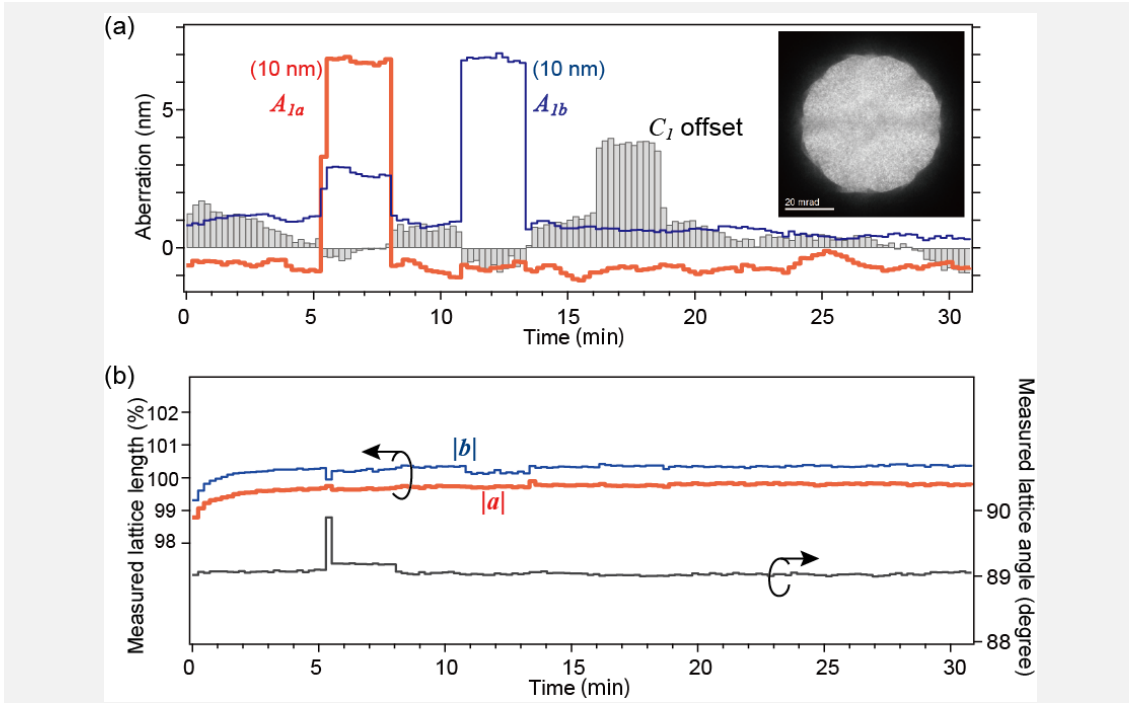 (a)
Aberration (nm)
5
0
(10 nm)
A1a
(10 nm)
A1b
C1 offset
20 mrad
0 5 10 15 20 25 30
Time (min)
(b)
Measured lattice length (%)
102
101
100
99
98
|b|
|a|
90
89
88
Measured lattice angle (degree)
0 5 10 15 20 25 30
Time (min)